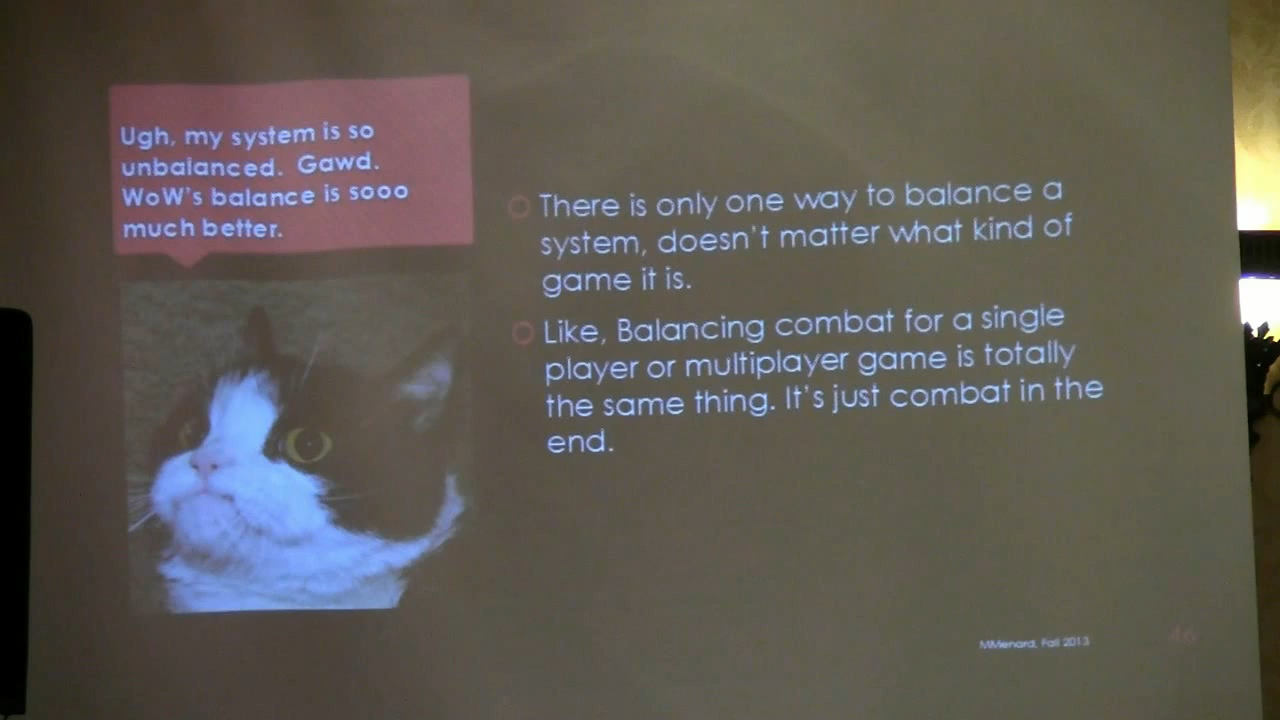 Ugh, my system is so
unbalanced. Gawd.
WoW's balance is sooo
much better.
There is only one way to balance a
system, doesn't matter what kind of
game it is.
Like, Balancing combat for a single
player or multiplayer game is totally
the same thing. It's just combat in the
end.
MMenard, Fall 2013
46